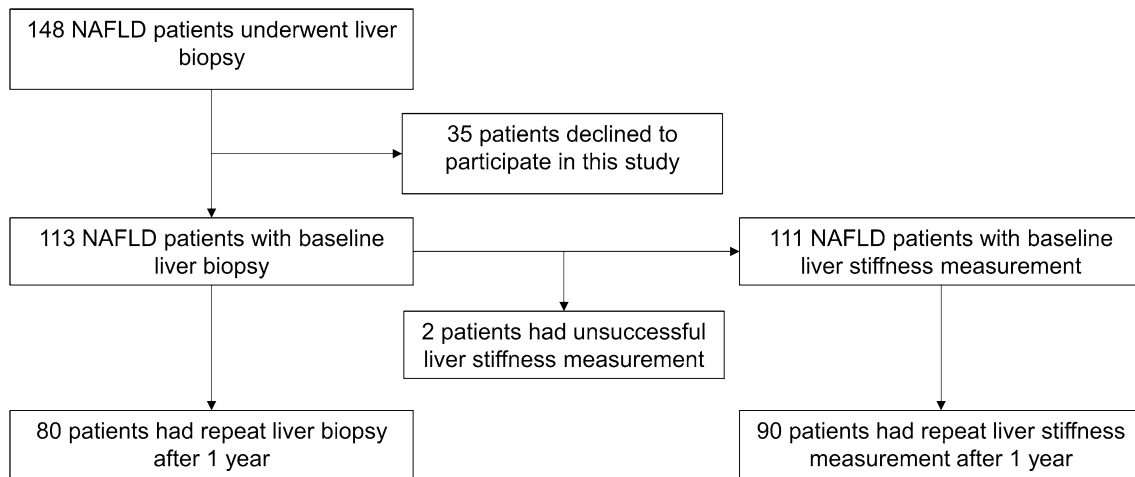 148 NAFLD patients underwent liver
biopsy
35 patients declined to
participate in this study
113 NAFLD patients with baseline
liver biopsy
111 NAFLD patients with baseline
liver stiffness measurement
2 patients had unsuccessful
liver stiffness measurement
80 patients had repeat liver biopsy
after 1 year
90 patients had repeat liver stiffness
measurement after 1 year